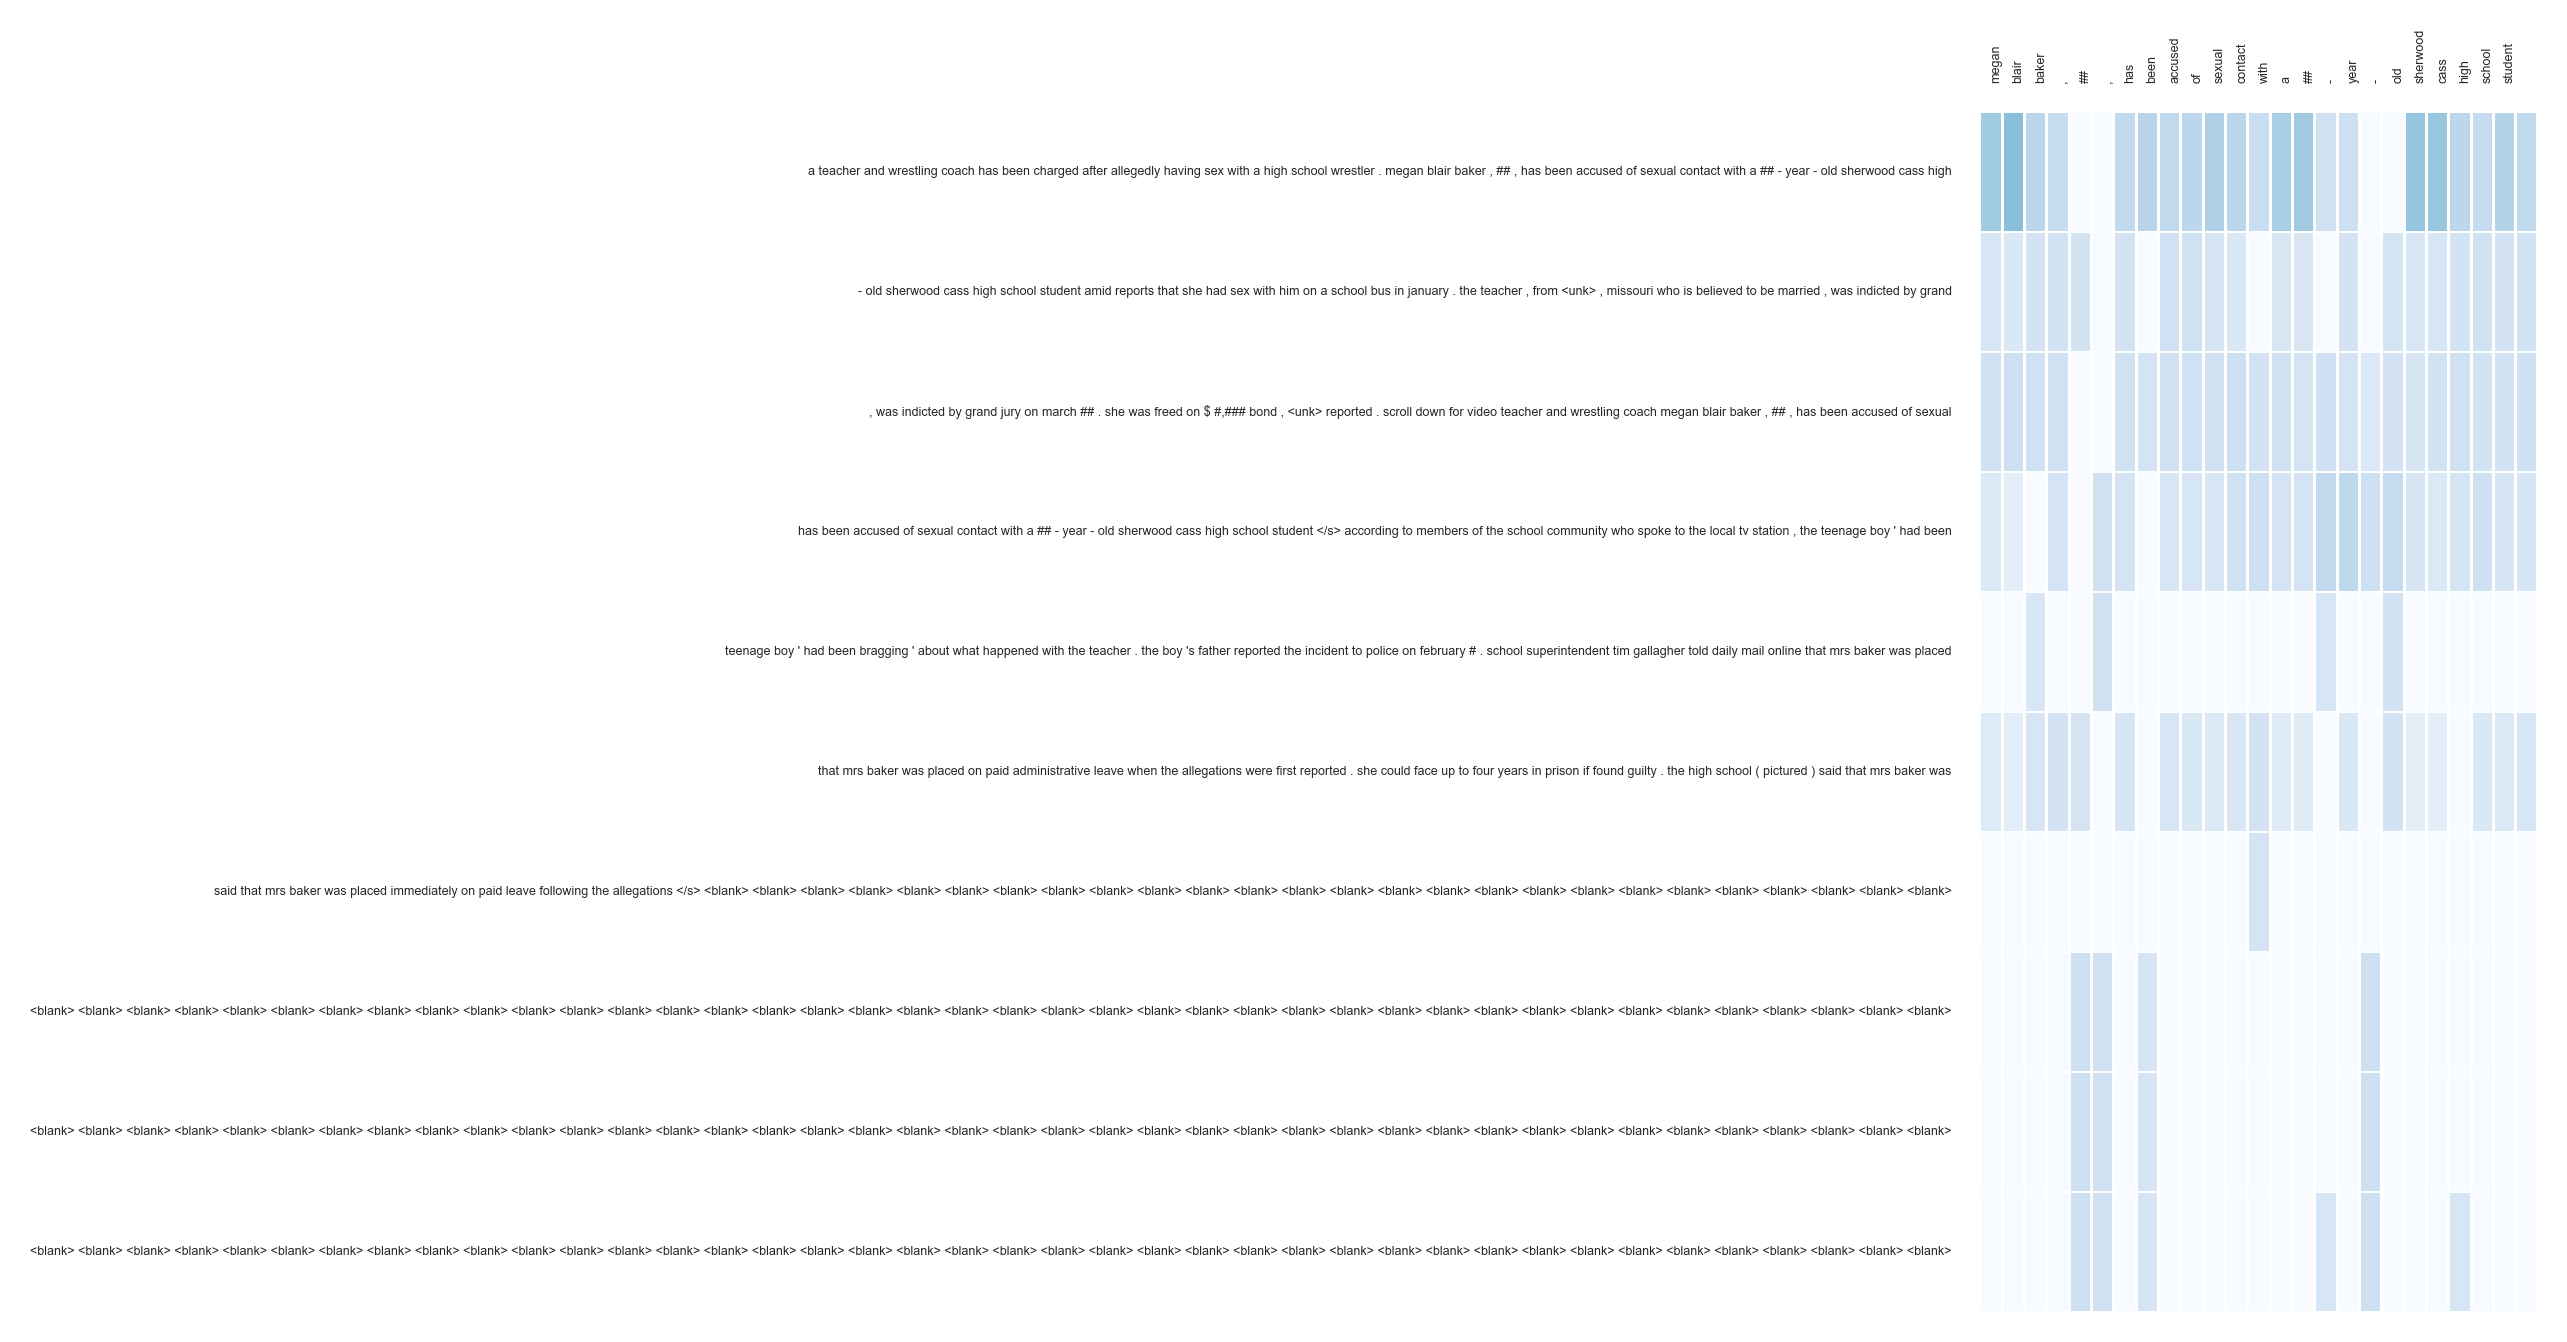 megan
blair
baker
,
##
,
has
been
accused
of
sexual
contact
with
a
##
-
year
-
old
sherwood
cass
high
school
student
a teacher and wrestling coach has been charged after allegedly having sex with a high school wrestler . megan blair baker , ## , has been accused of sexual contact with a ## - year - old sherwood cass high
- old sherwood cass high school student amid reports that she had sex with him on a school bus in january . the teacher , from <unk> , missouri who is believed to be married , was indicted by grand
, was indicted by grand jury on march ## . she was freed on $ #,### bond , <unk> reported . scroll down for video teacher and wrestling coach megan blair baker , ## , has been accused of sexual
has been accused of sexual contact with a ## - year - old sherwood cass high school student </s> according to members of the school community who spoke to the local tv station , the teenage boy ' had been
teenage boy ' had been bragging ' about what happened with the teacher . the boy 's father reported the incident to police on february # . school superintendent tim gallagher told daily mail online that mrs baker was placed
that mrs baker was placed on paid administrative leave when the allegations were first reported . she could face up to four years in prison if found guilty . the high school ( pictured ) said that mrs baker was
said that mrs baker was placed immediately on paid leave following the allegations </s> <blank> <blank> <blank> <blank> <blank> <blank> <blank> <blank> <blank> <blank> <blank> <blank> <blank> <blank> <blank> <blank> <blank> <blank> <blank> <blank> <blank> <blank> <blank> <blank> <blank> <blank>
<blank> <blank> <blank> <blank> <blank> <blank> <blank> <blank> <blank> <blank> <blank> <blank> <blank> <blank> <blank> <blank> <blank> <blank> <blank> <blank> <blank> <blank> <blank> <blank> <blank> <blank> <blank> <blank> <blank> <blank> <blank> <blank> <blank> <blank> <blank> <blank> <blank> <blank> <blank> <blank>
<blank> <blank> <blank> <blank> <blank> <blank> <blank> <blank> <blank> <blank> <blank> <blank> <blank> <blank> <blank> <blank> <blank> <blank> <blank> <blank> <blank> <blank> <blank> <blank> <blank> <blank> <blank> <blank> <blank> <blank> <blank> <blank> <blank> <blank> <blank> <blank> <blank> <blank> <blank> <blank>
<blank> <blank> <blank> <blank> <blank> <blank> <blank> <blank> <blank> <blank> <blank> <blank> <blank> <blank> <blank> <blank> <blank> <blank> <blank> <blank> <blank> <blank> <blank> <blank> <blank> <blank> <blank> <blank> <blank> <blank> <blank> <blank> <blank> <blank> <blank> <blank> <blank> <blank> <blank> <blank>